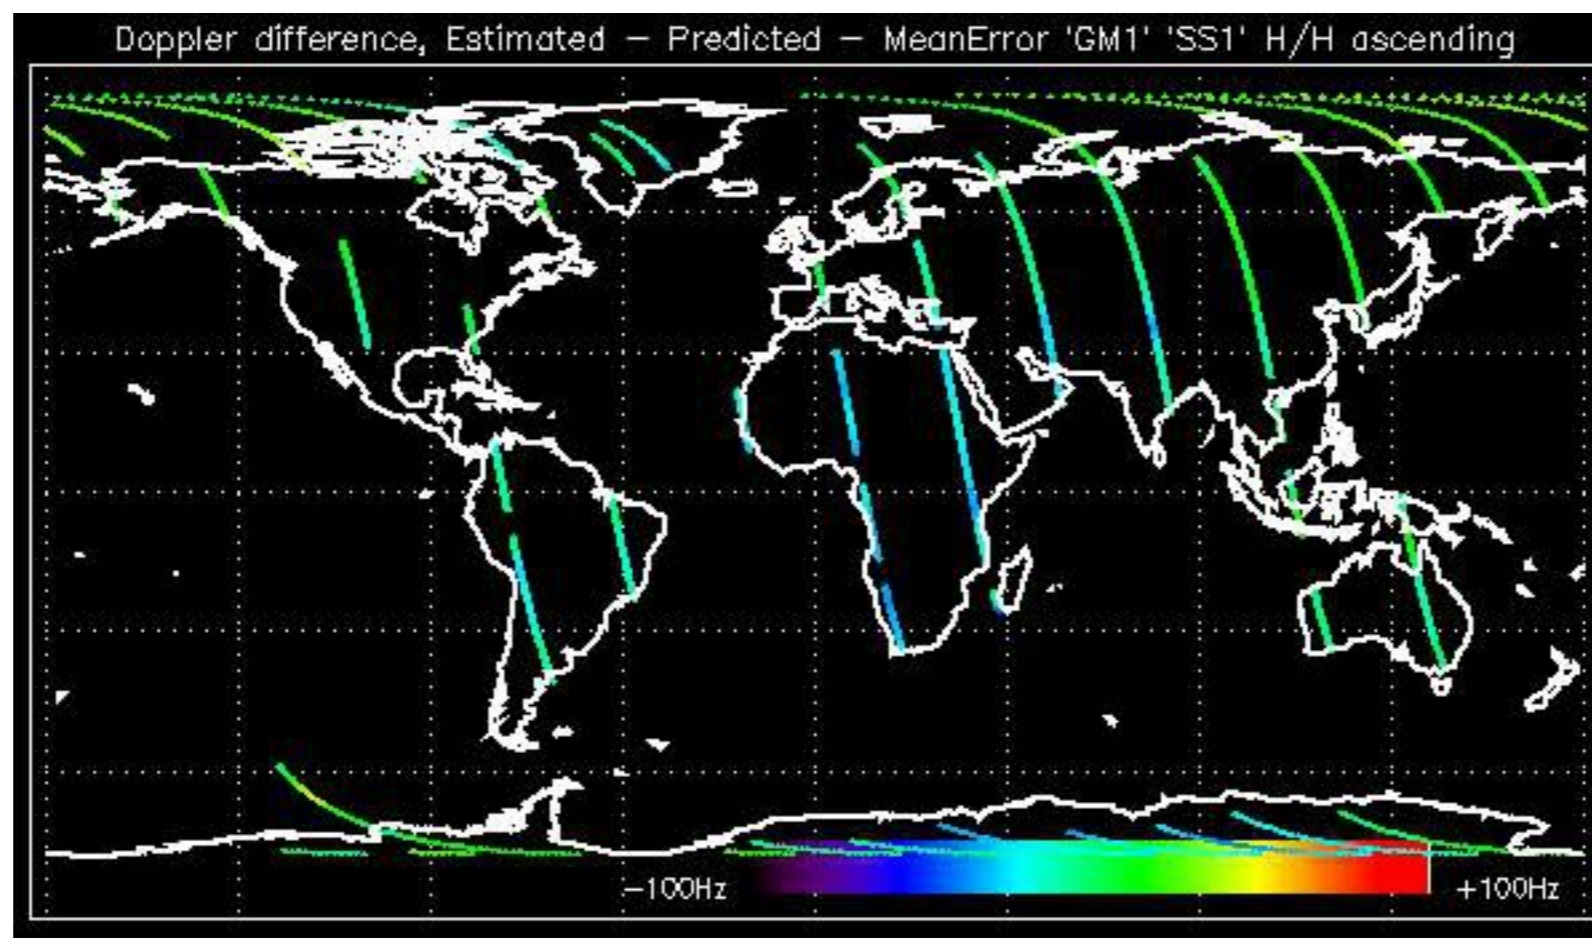 Doppler difference, Estimated − Predicted − MeanError 'GM1' 'SS1' H/H ascending
−100Hz +100Hz